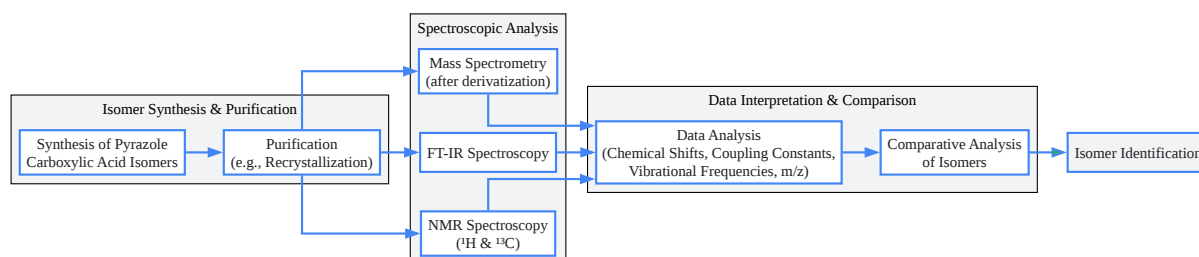 Isomer Synthesis & Purification
Synthesis of Pyrazole
Carboxylic Acid Isomers
Purification
(e.g., Recrystallization)
Spectroscopic Analysis
Mass Spectrometry
(after derivatization)
FT-IR Spectroscopy
NMR Spectroscopy
(¹H & ¹³C)
Data Interpretation & Comparison
Data Analysis
(Chemical Shifts, Coupling Constants,
Vibrational Frequencies, m/z)
Comparative Analysis
of Isomers
Isomer Identification